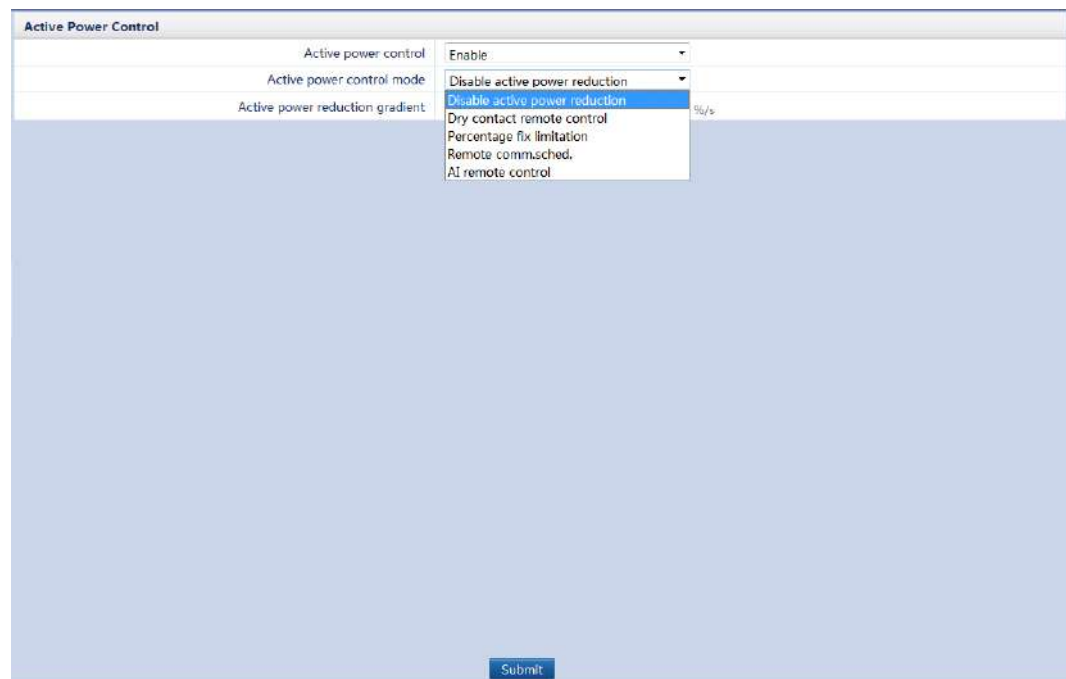 Active Power Control
Active power control Enable
Active power control mode Disable active power reduction
Active power reduction gradient %/s
Disable active power reduction
Dry contact remote control
Percentage fix limitation
Remote comm.sched.
AI remote control
Submit